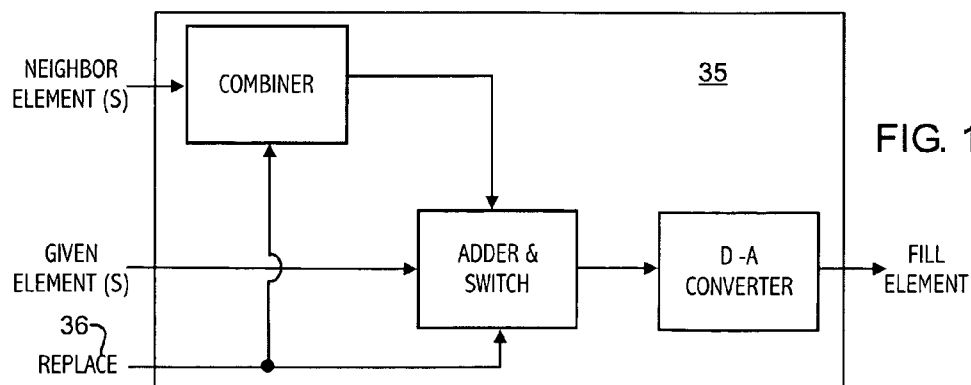 NEIGHBOR
ELEMENT (S)
COMBINER
35
FIG. 1
GIVEN
ELEMENT (S)
ADDER &
SWITCH
D-A
CONVERTER
FILL
ELEMENT
36
REPLACE